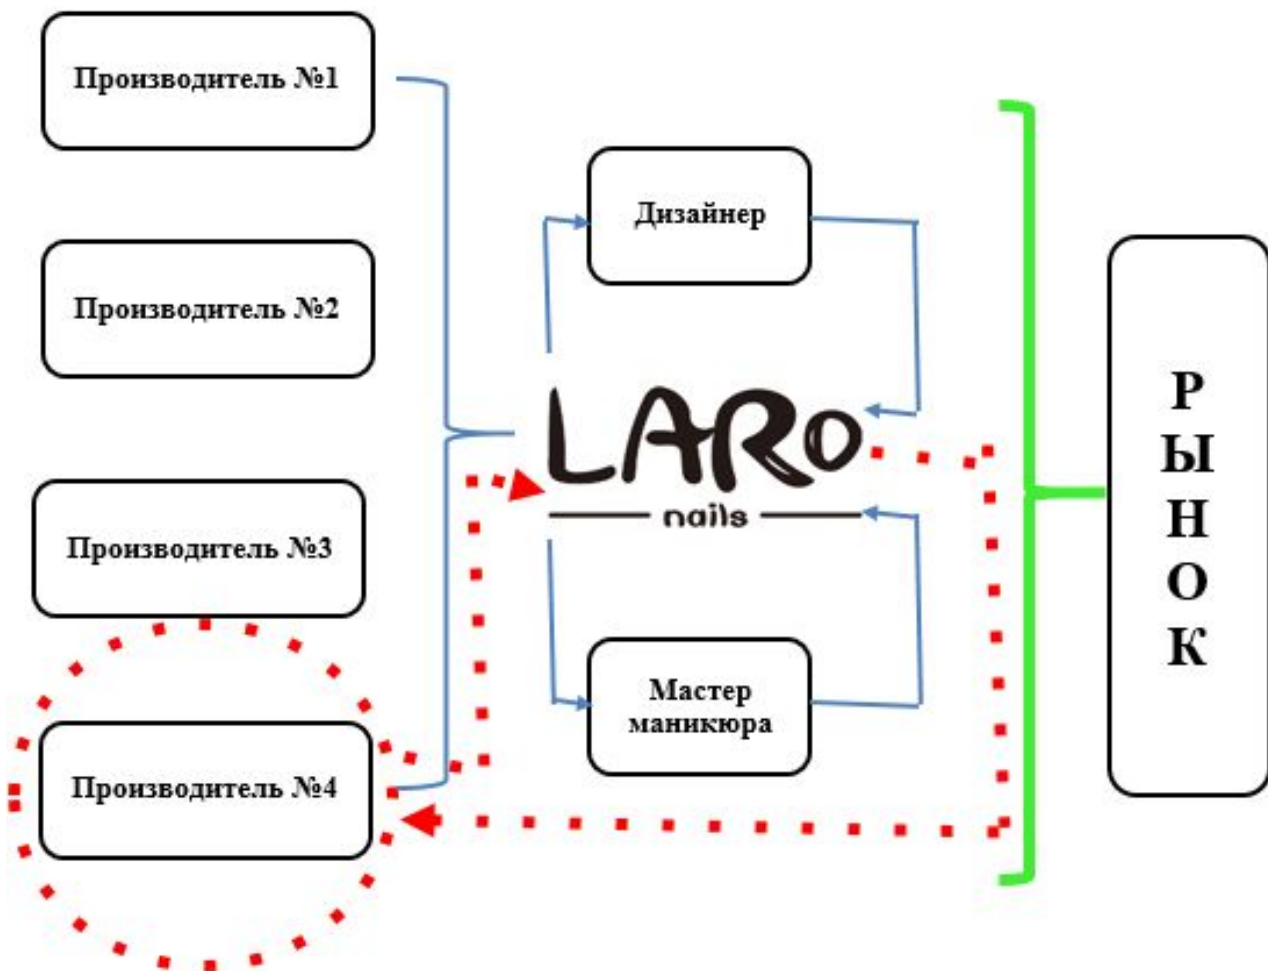 Производитель №1
Производитель №2
Производитель №3
Производитель №4
Дизайнер
LARo
nails
Мастер
маникюра
Р
Ы
Н
О
К